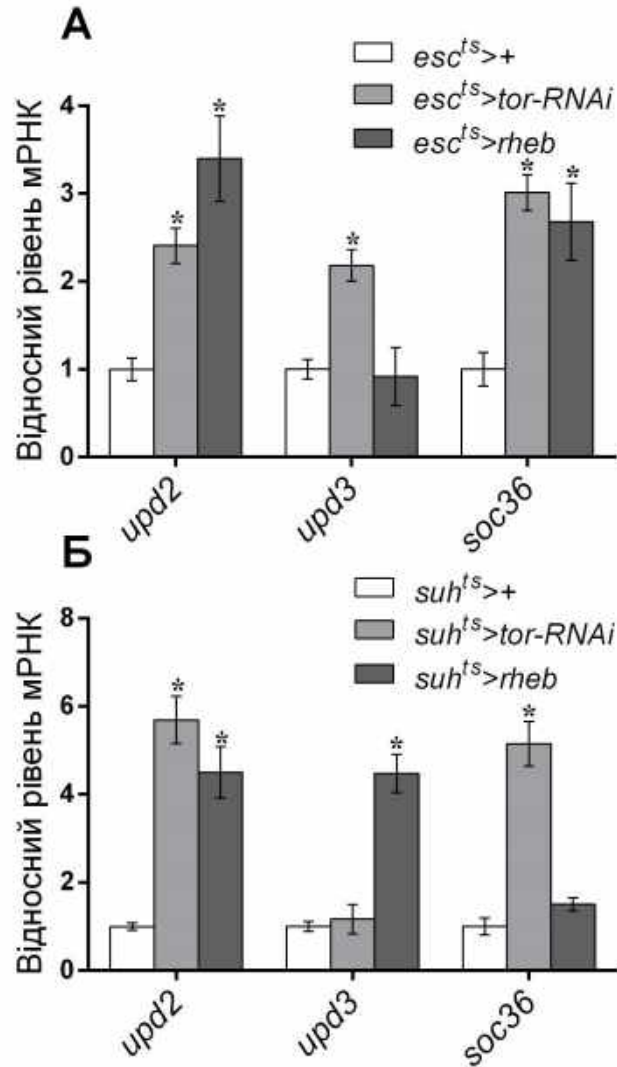 А
esc^ts>+
esc^ts>tor-RNAi
esc^ts>rheb
Відносний рівень мРНК
4
3
2
1
0
* * * * *
upd2 upd3 soc36
Б
suh^ts>+
suh^ts>tor-RNAi
suh^ts>rheb
Відносний рівень мРНК
8
6
4
2
0
* * * *
upd2 upd3 soc36